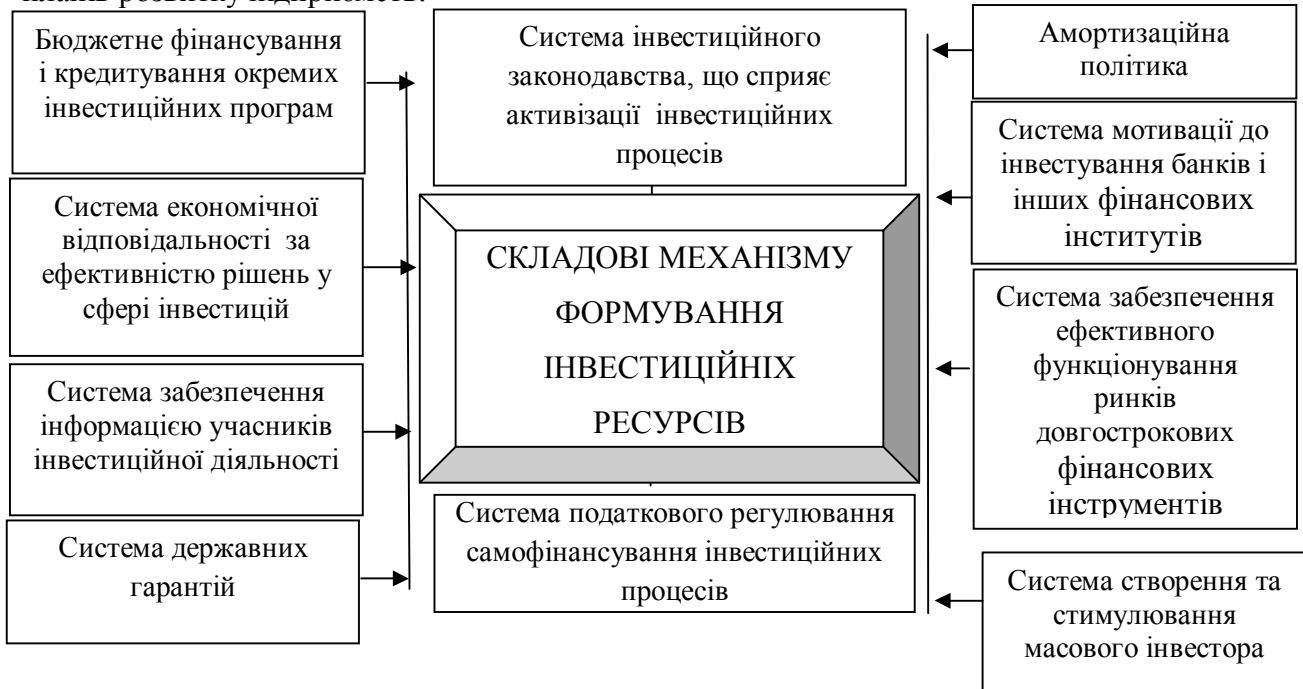 Бюджетне фінансування
і кредитування окремих
інвестиційних програм
Система економічної
відповідальності за
ефективністю рішень у
сфері інвестицій
Система забезпечення
інформацією учасників
інвестиційної діяльності
Система державних
гарантій
Система інвестиційного
законодавства, що сприяє
активізації інвестиційних
процесів
СКЛАДОВІ МЕХАНІЗМУ
ФОРМУВАННЯ
ІНВЕСТИЦІЙНІХ
РЕСУРСІВ
Система податкового регулювання
самофінансування інвестиційних
процесів
Амортизаційна
політика
Система мотивації до
інвестування банків і
інших фінансових
інститутів
Система забезпечення
ефективного
функціонування
ринків
довгострокових
фінансових
інструментів
Система створення та
стимулювання
масового інвестора